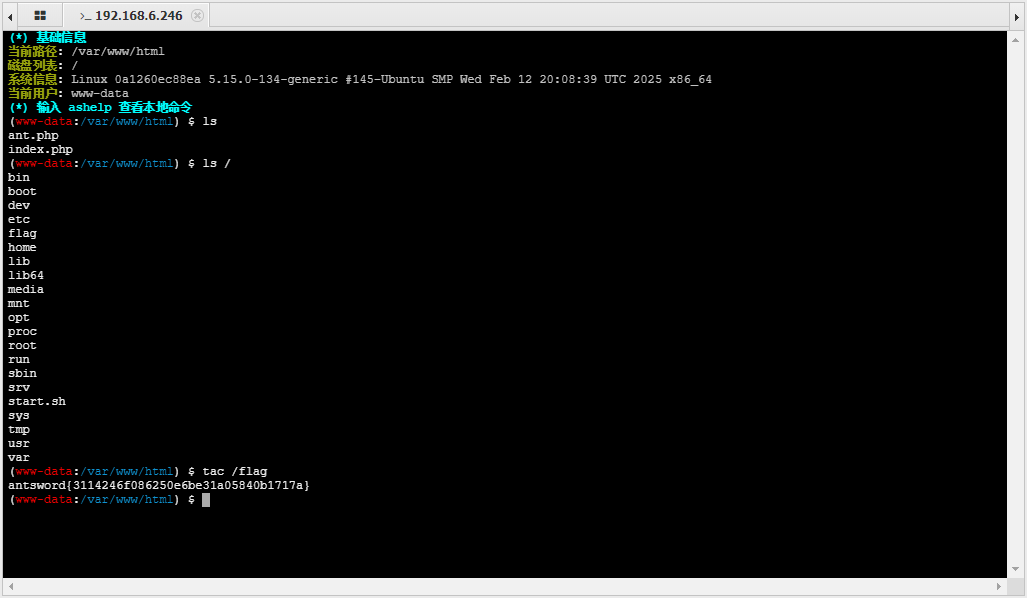 >_ 192.168.6.246
(*) 基础信息
当前路径: /var/www/html
磁盘列表: /
系统信息: Linux 0a1260ec88ea 5.15.0-134-generic #145-Ubuntu SMP Wed Feb 12 20:08:39 UTC 2025 x86_64
当前用户: www-data
(*) 输入 ashelp 查看本地命令
(www-data:/var/www/html) $ ls
ant.php
index.php
(www-data:/var/www/html) $ ls /
bin
boot
dev
etc
flag
home
lib
lib64
media
mnt
opt
proc
root
run
sbin
srv
start.sh
sys
tmp
usr
var
(www-data:/var/www/html) $ tac /flag
antsword{3114246f086250e6be31a05840b1717a}
(www-data:/var/www/html) $